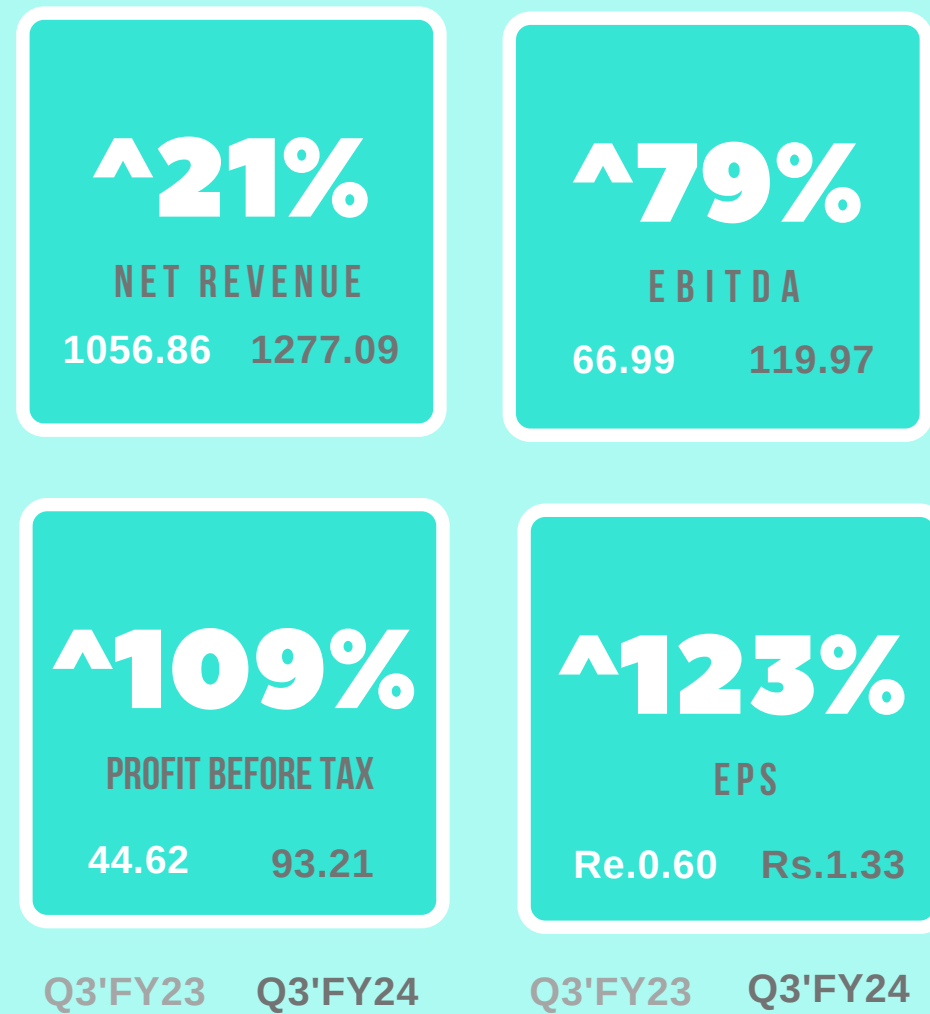 ^21%
NET REVENUE
1056.86 1277.09
^79%
EBITDA
66.99 119.97
^109%
PROFIT BEFORE TAX
44.62 93.21
^123%
EPS
Re.0.60 Rs.1.33
Q3'FY23 Q3'FY24
Q3'FY23 Q3'FY24